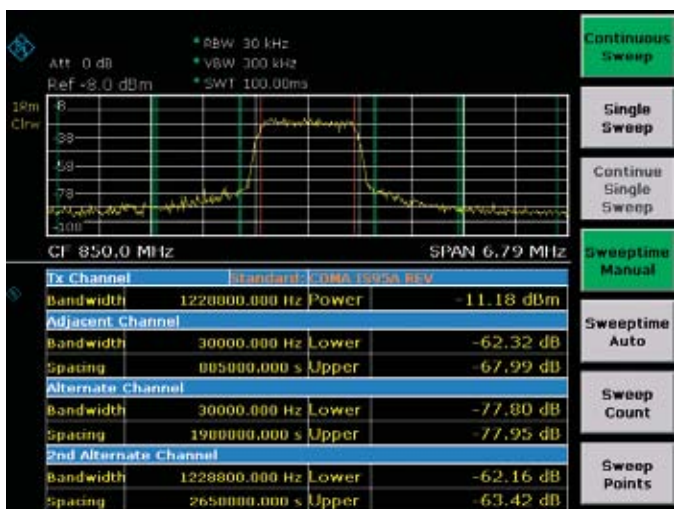 * RBW 30 kHz
Att 0 dB * VBW 300 kHz
Ref -8.0 dBm * SWT 100.00ms
1Rm
Clrw
-8
-38
-58
-78
-100
CF 850.0 MHz SPAN 6.79 MHz
Tx Channel Standard: CDMA IS95A REV
Bandwidth 1228800.000 Hz Power -11.18 dBm
Adjacent Channel
Bandwidth 30000.000 Hz Lower -62.32 dB
Spacing 885000.000 s Upper -67.99 dB
Alternate Channel
Bandwidth 30000.000 Hz Lower -77.80 dB
Spacing 1980000.000 s Upper -77.95 dB
2nd Alternate Channel
Bandwidth 1228800.000 Hz Lower -62.16 dB
Spacing 2650000.000 s Upper -63.42 dB
Continuous
Sweep
Single
Sweep
Continue
Single
Sweep
Sweeptime
Manual
Sweeptime
Auto
Sweep
Count
Sweep
Points